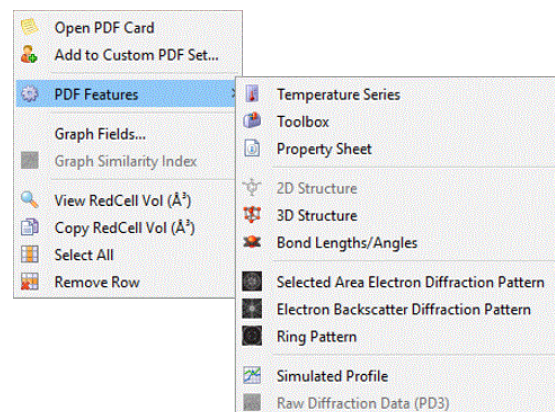 Open PDF Card
Add to Custom PDF Set...
PDF Features
Graph Fields...
Graph Similarity Index
View RedCell Vol (Å³)
Copy RedCell Vol (Å³)
Select All
Remove Row
Temperature Series
Toolbox
Property Sheet
2D Structure
3D Structure
Bond Lengths/Angles
Selected Area Electron Diffraction Pattern
Electron Backscatter Diffraction Pattern
Ring Pattern
Simulated Profile
Raw Diffraction Data (PD3)